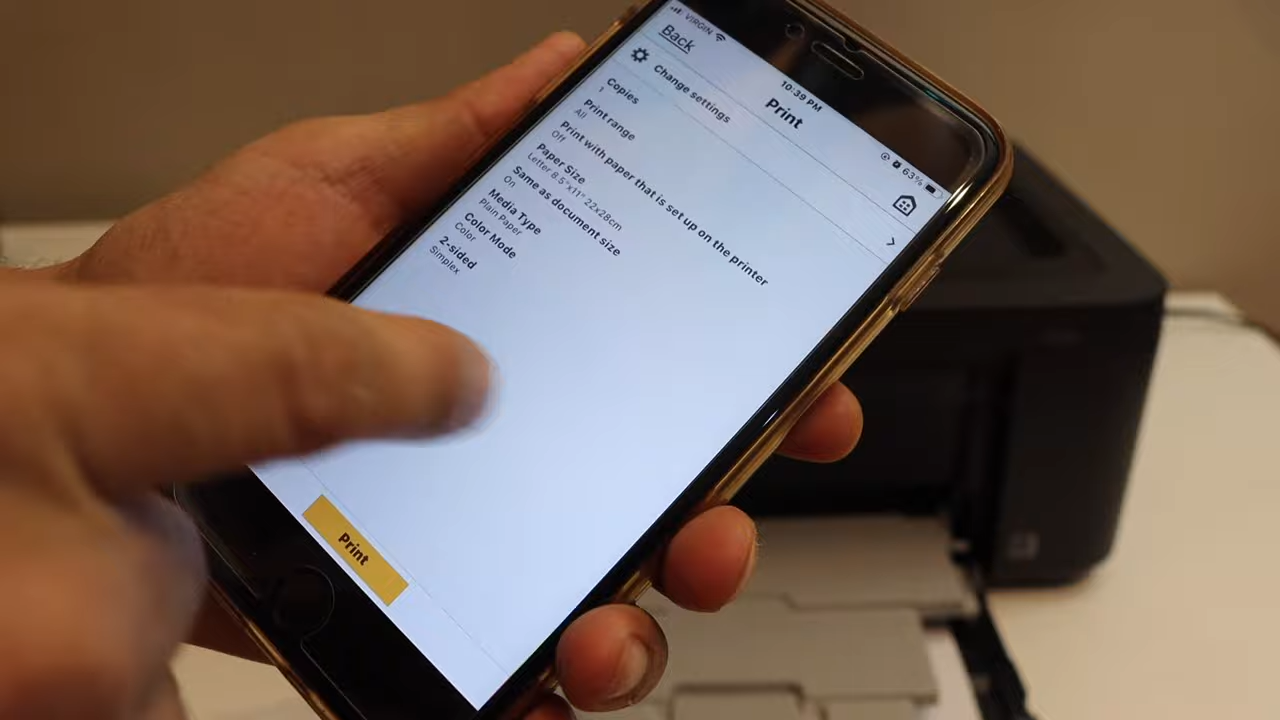 VIRGIN
10:39 PM
63%
Back
Print
Change settings
Copies
1
Print range
All
Print with paper that is set up on the printer
Off
Paper Size
Letter 8.5"x11" 22x28cm
Same as document size
On
Media Type
Plain Paper
Color Mode
Color
2-sided
Simplex
Print